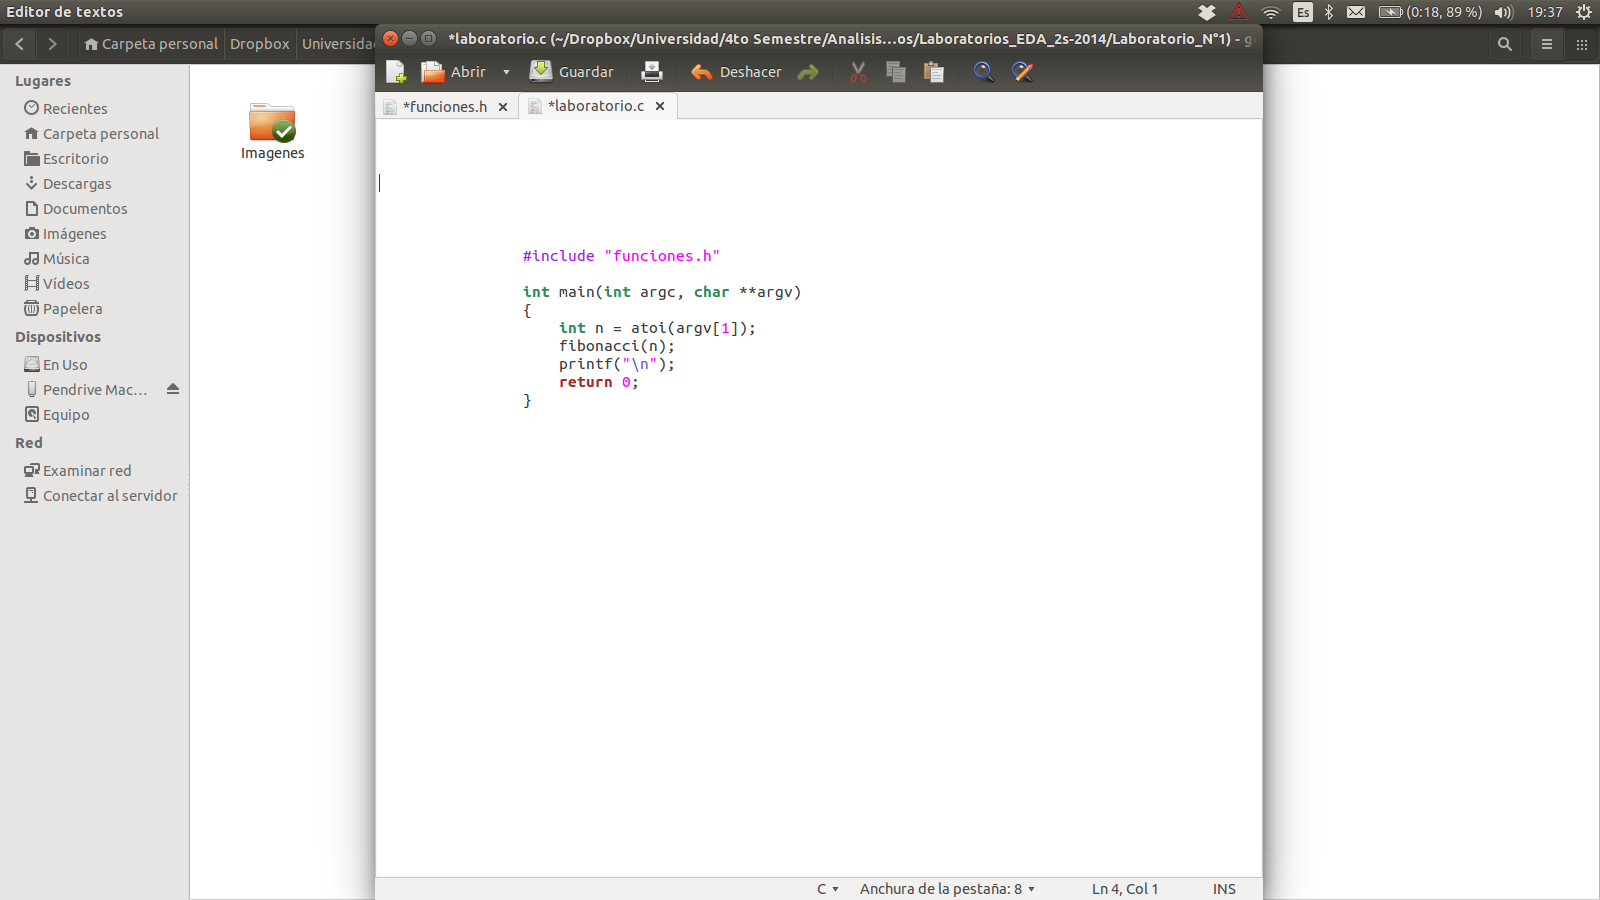 Editor de textos
Es
(0:18, 89 %)
19:37
Carpeta personal
Dropbox
*laboratorio.c (~/Dropbox/Universidad/4to Semestre/Analisis...os/Laboratorios_EDA_2s-2014/Laboratorio_N°1) -
Abrir
Guardar
Deshacer
*funciones.h
*laboratorio.c
Lugares
Recientes
Carpeta personal
Escritorio
Descargas
Documentos
Imágenes
Música
Vídeos
Papelera
Dispositivos
En Uso
Pendrive Mac...
Equipo
Red
Examinar red
Conectar al servidor
Imagenes
#include "funciones.h"
int main(int argc, char **argv)
{
    int n = atoi(argv[1]);
    fibonacci(n);
    printf("\n");
    return 0;
}
C
Anchura de la pestaña: 8
Ln 4, Col 1
INS